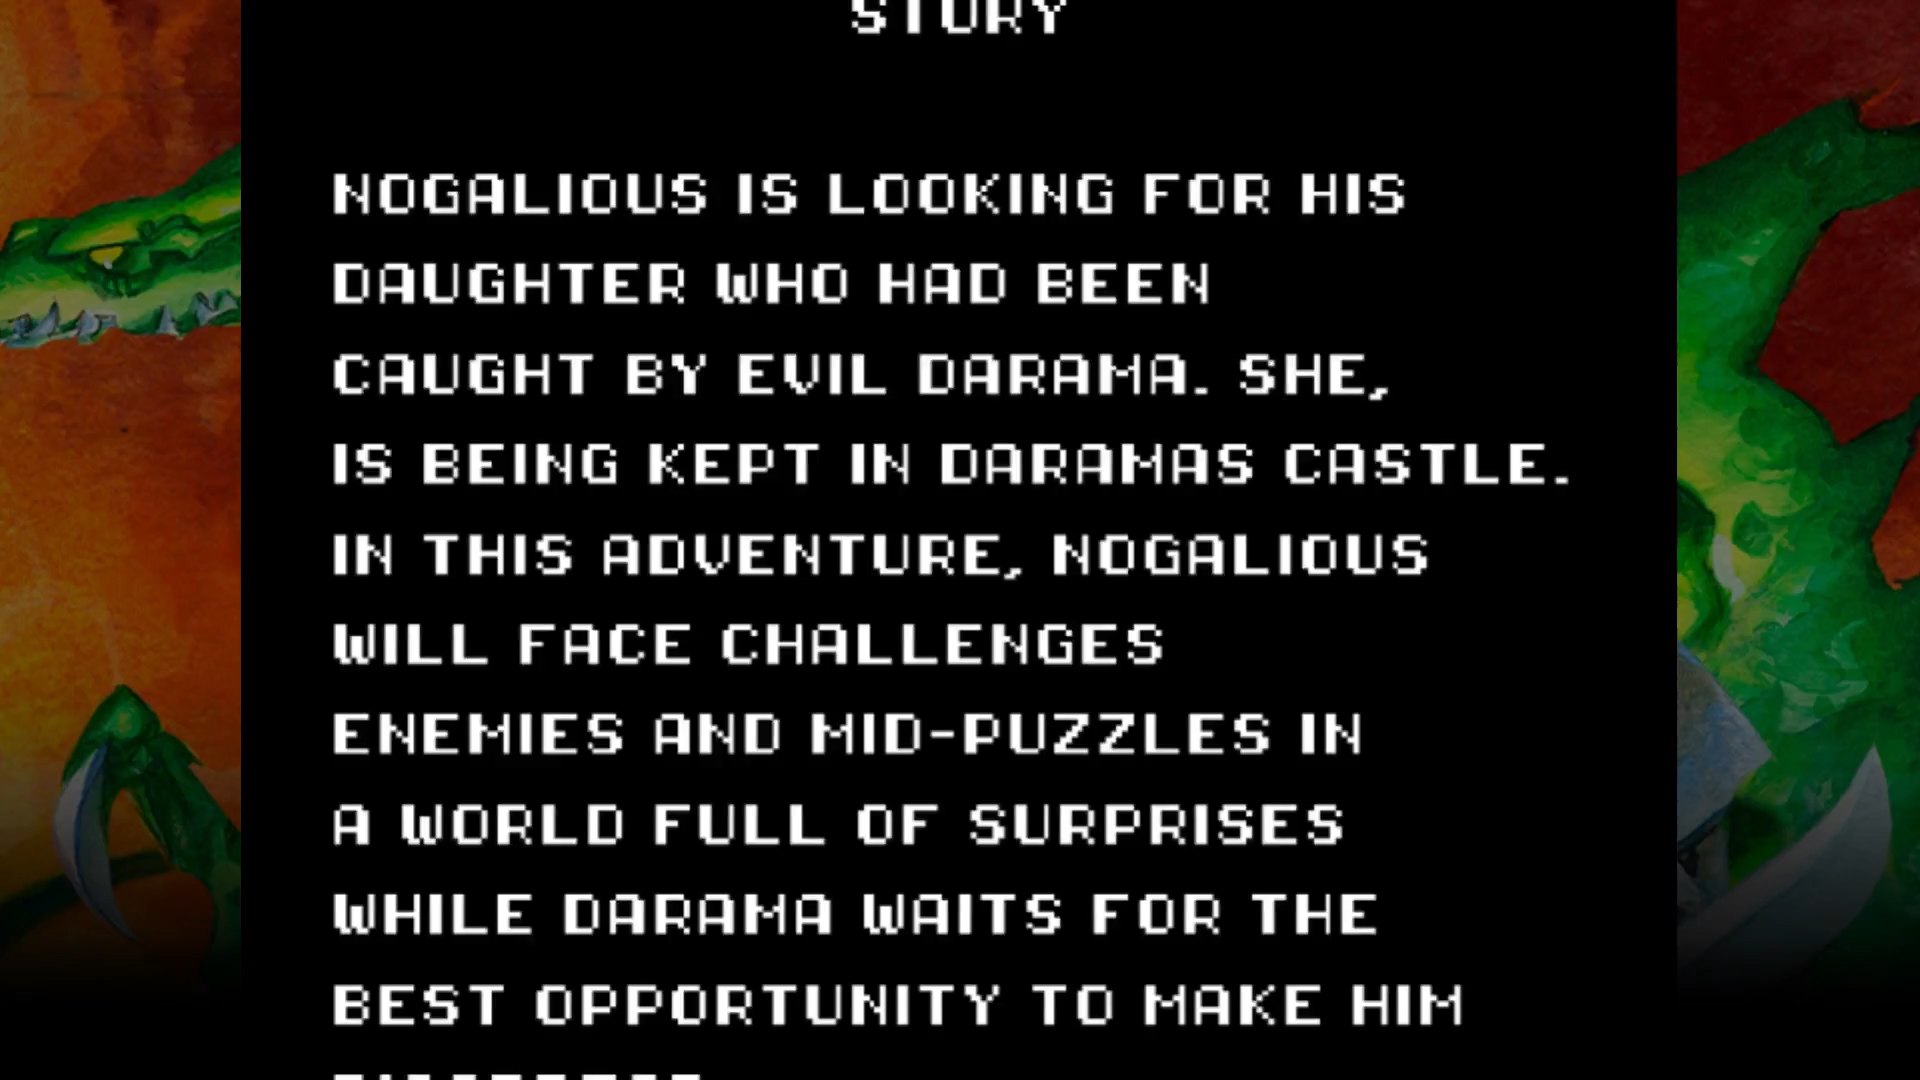 STORY
NOGALIOUS IS LOOKING FOR HIS
DAUGHTER WHO HAD BEEN
CAUGHT BY EVIL DARAMA. SHE,
IS BEING KEPT IN DARAMAS CASTLE.
IN THIS ADVENTURE, NOGALIOUS
WILL FACE CHALLENGES
ENEMIES AND MID-PUZZLES IN
A WORLD FULL OF SURPRISES
WHILE DARAMA WAITS FOR THE
BEST OPPORTUNITY TO MAKE HIM